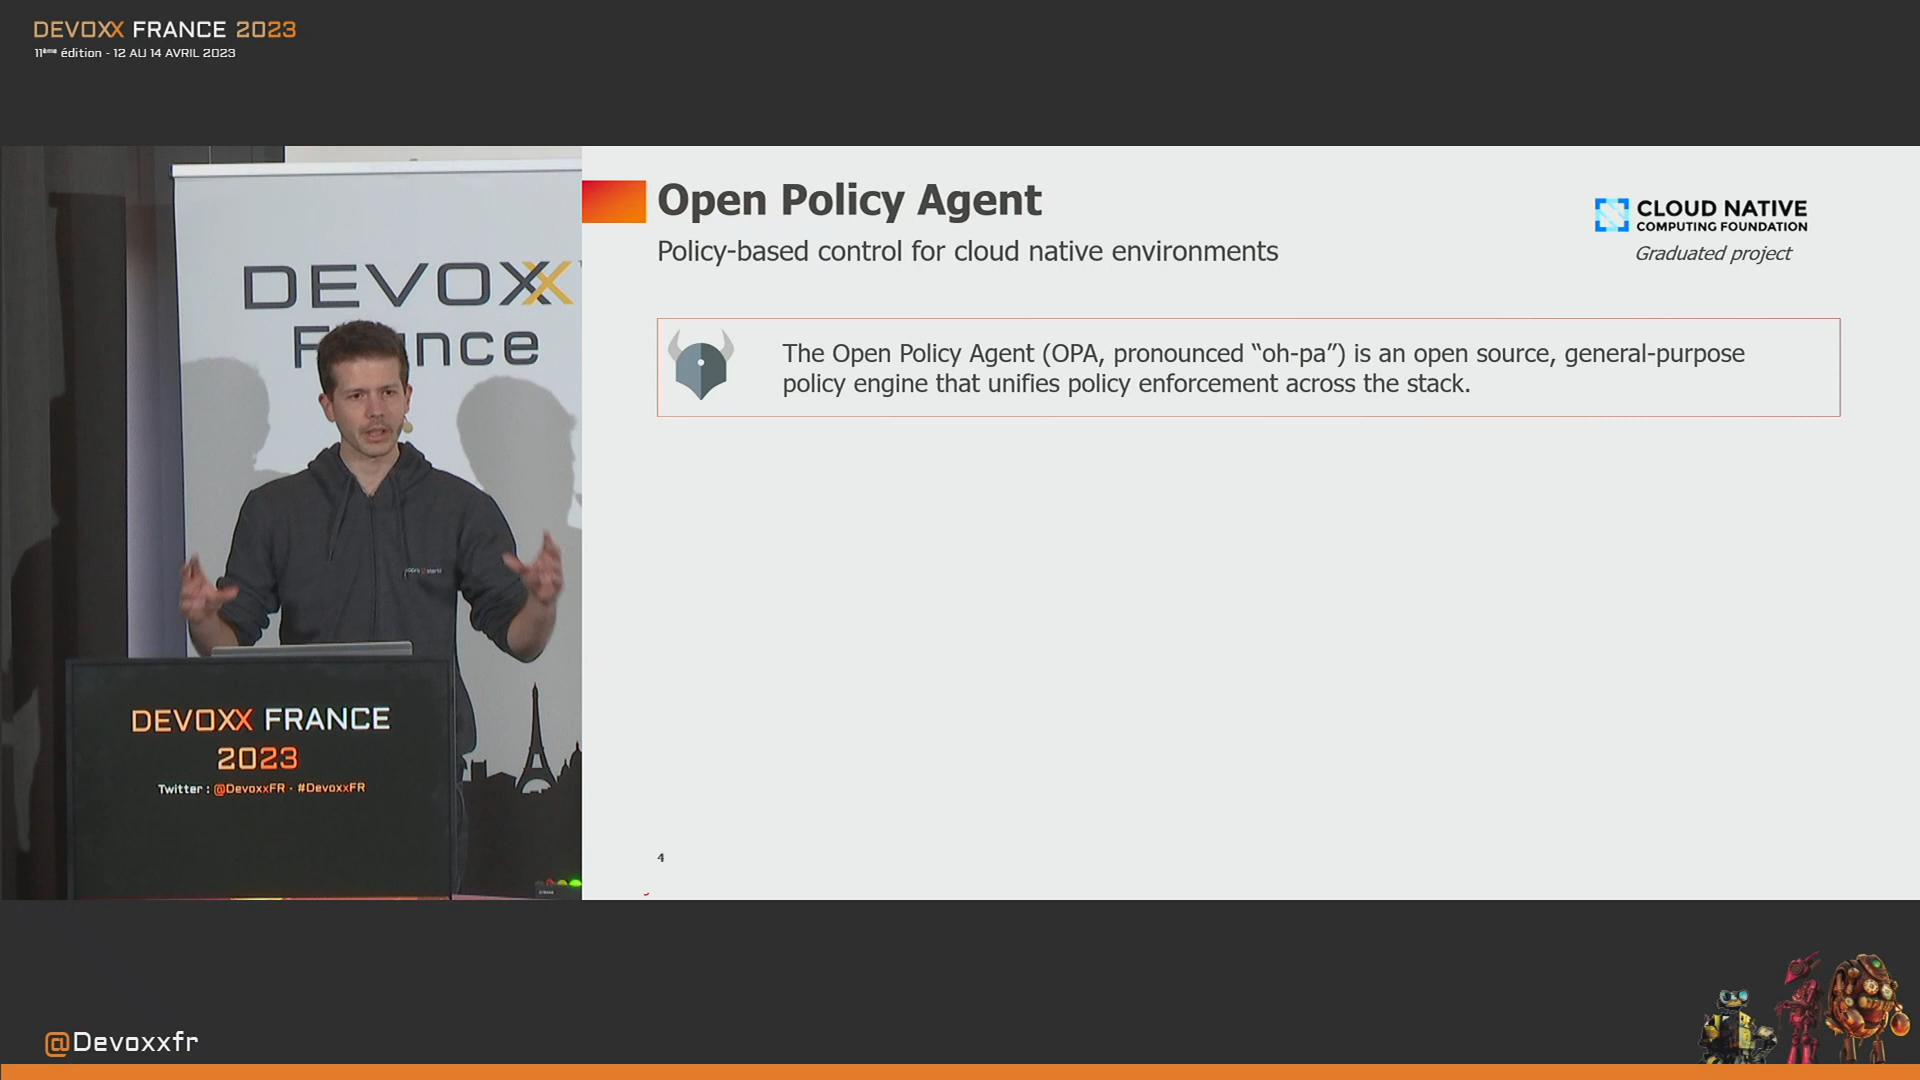 DEVOXX FRANCE 2023
11ème édition - 12 AU 14 AVRIL 2023
DEVOXX
France
DEVOXX FRANCE
2023
Twitter : @DevoxxFR - #DevoxxFR
Open Policy Agent
Policy-based control for cloud native environments
CLOUD NATIVE
COMPUTING FOUNDATION
Graduated project
The Open Policy Agent (OPA, pronounced “oh-pa”) is an open source, general-purpose
policy engine that unifies policy enforcement across the stack.
4
@Devoxxfr